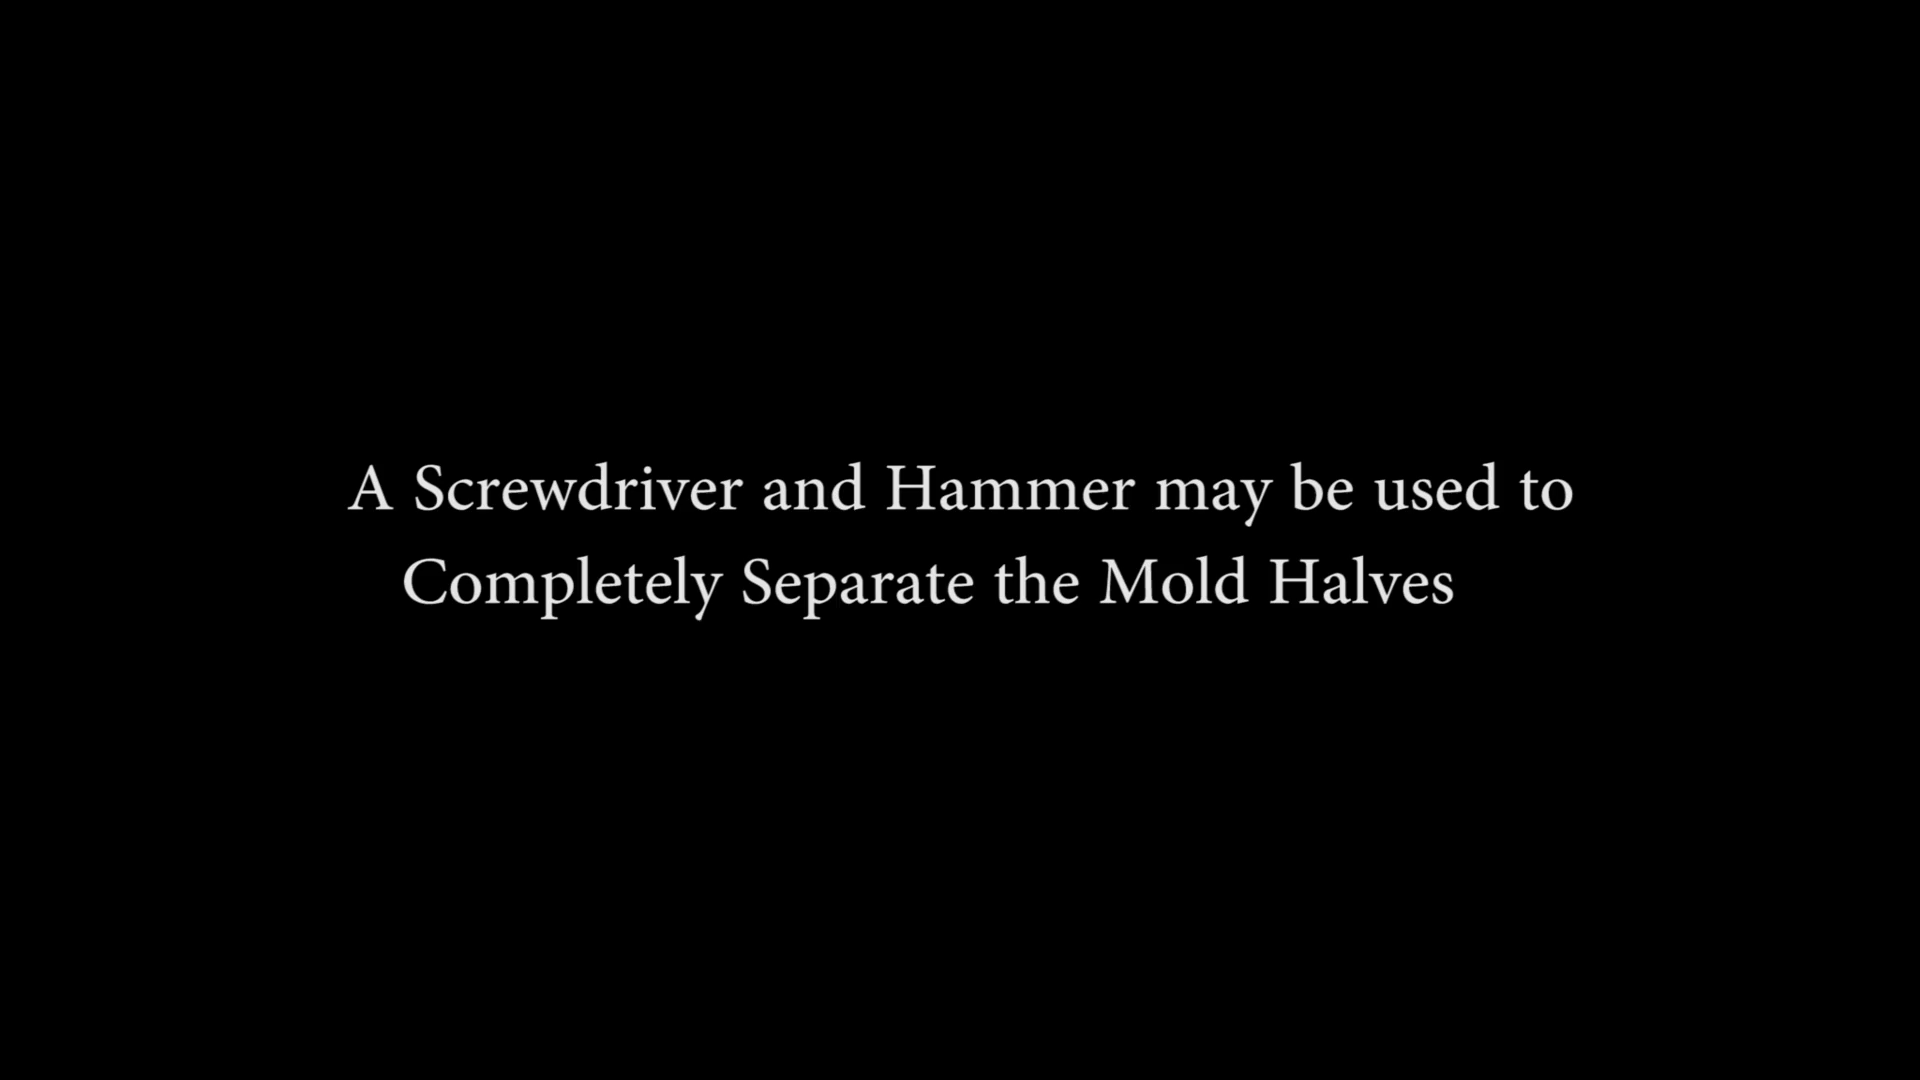 A Screwdriver and Hammer may be used to
Completely Separate the Mold Halves